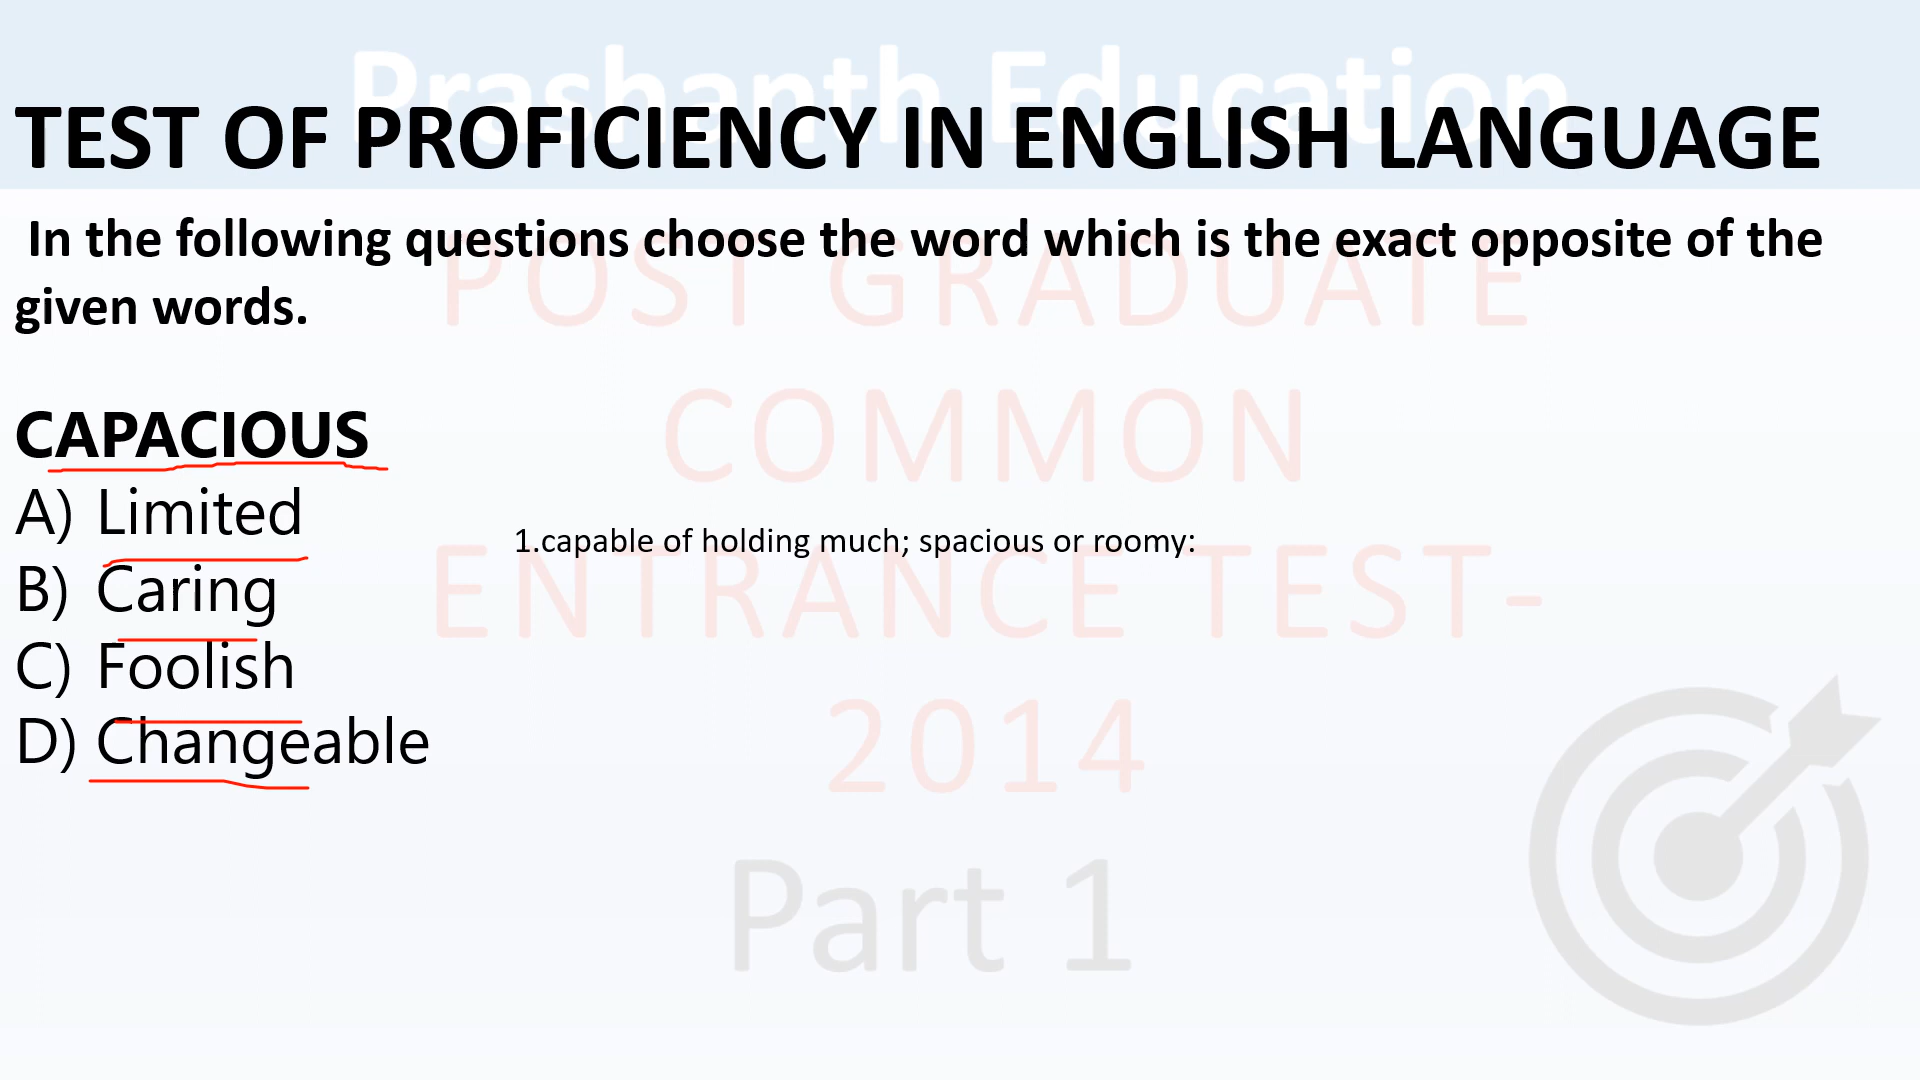 Prashanth Education
TEST OF PROFICIENCY IN ENGLISH LANGUAGE
In the following questions choose the word which is the exact opposite of the
given words.
POST GRADUATE
COMMON
ENTRANCE TEST-
2014
Part 1
CAPACIOUS
A) Limited
B) Caring
C) Foolish
D) Changeable
1.capable of holding much; spacious or roomy: